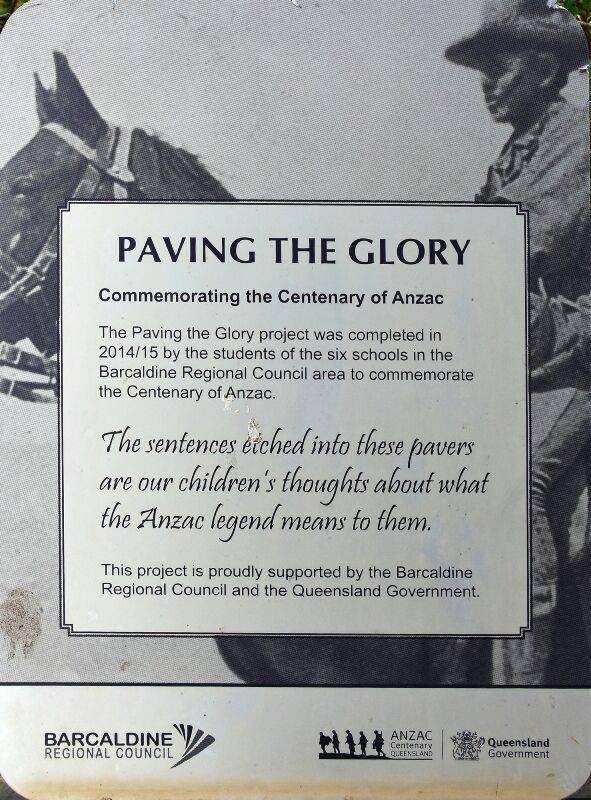 PAVING THE GLORY
Commemorating the Centenary of Anzac
The Paving the Glory project was completed in
2014/15 by the students of the six schools in the
Barcaldine Regional Council area to commemorate
the Centenary of Anzac.
The sentences etched into these pavers
are our children's thoughts about what
the Anzac legend means to them.
This project is proudly supported by the Barcaldine
Regional Council and the Queensland Government.
BARCALDINE
REGIONAL COUNCIL
ANZAC
Centenary
QUEENSLAND
Queensland
Government